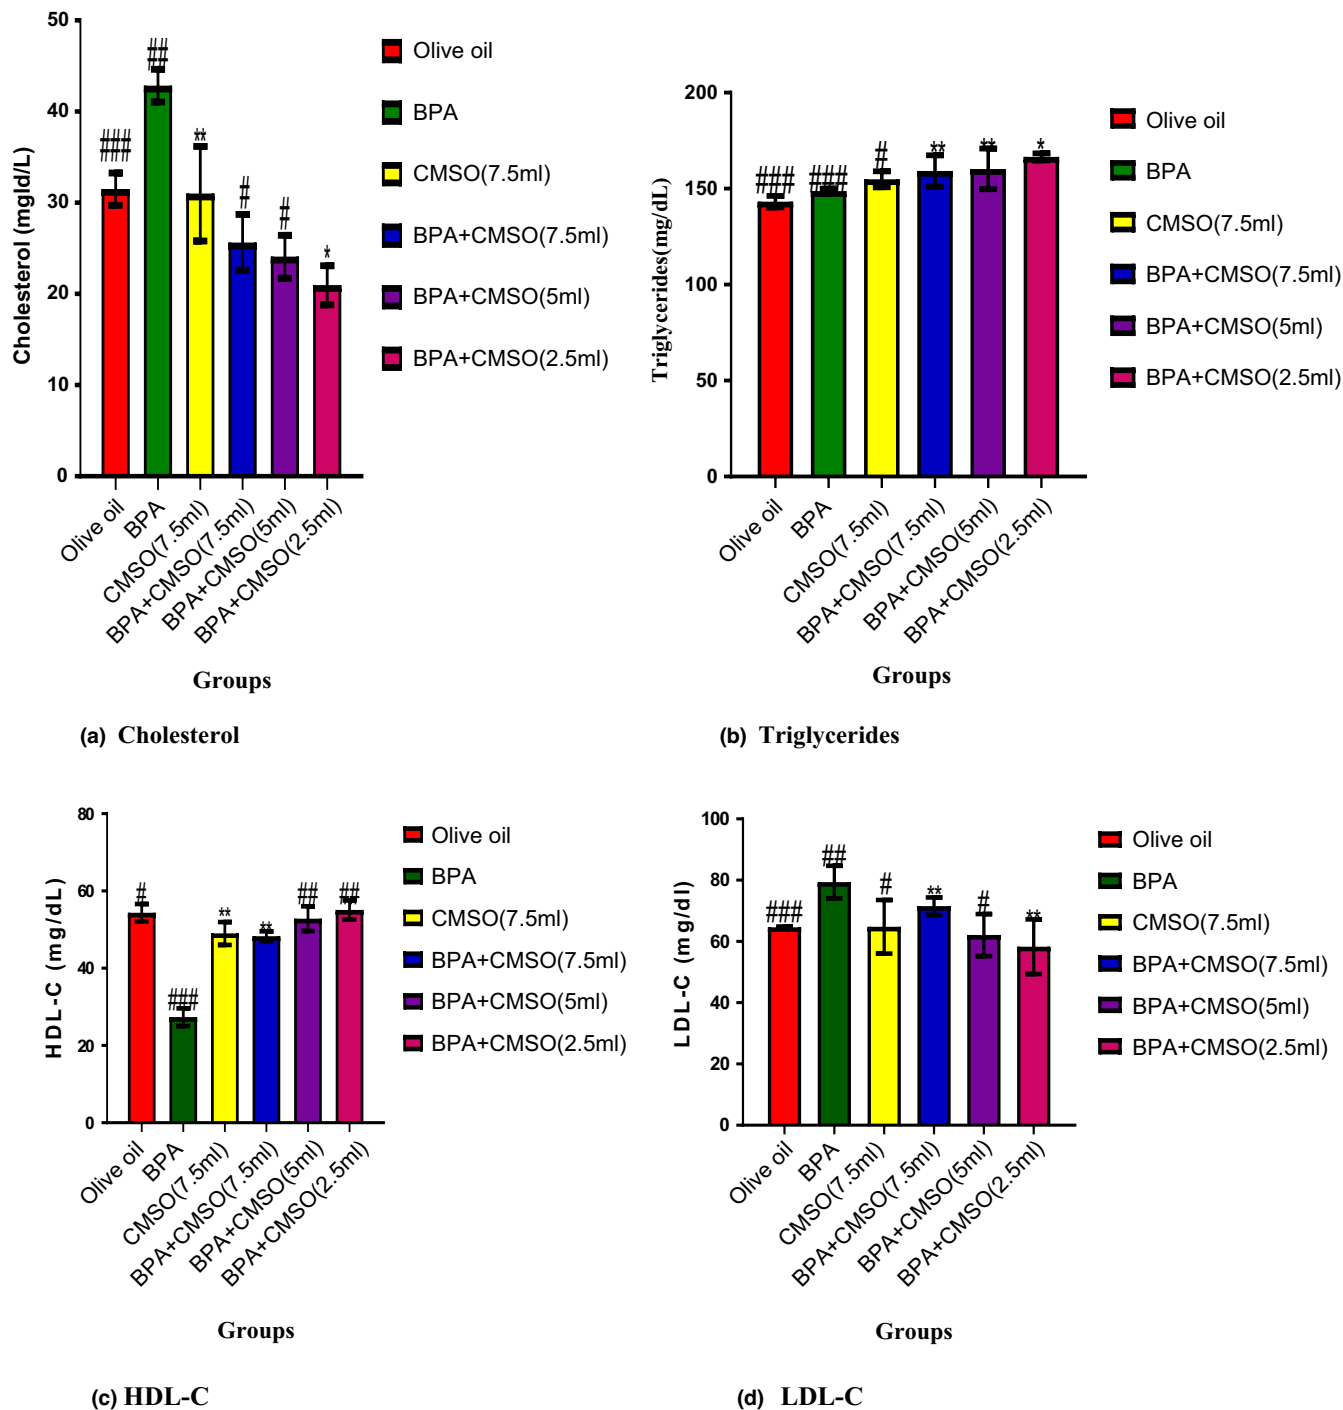 50
40
30
20
10
0
Cholesterol (mgld/L)
###
##
**
#
#
*
Olive oil
BPA
CMSO(7.5ml)
BPA+CMSO(7.5ml)
BPA+CMSO(5ml)
BPA+CMSO(2.5ml)
Olive oil
BPA
CMSO(7.5ml)
BPA+CMSO(7.5ml)
BPA+CMSO(5ml)
BPA+CMSO(2.5ml)
Groups
(a) Cholesterol
200
150
100
50
0
Triglycerides(mg/dL)
###
###
#
**
**
*
Olive oil
BPA
CMSO(7.5ml)
BPA+CMSO(7.5ml)
BPA+CMSO(5ml)
BPA+CMSO(2.5ml)
Olive oil
BPA
CMSO(7.5ml)
BPA+CMSO(7.5ml)
BPA+CMSO(5ml)
BPA+CMSO(2.5ml)
Groups
(b) Triglycerides
80
60
40
20
0
HDL-C (mg/dL)
#
###
**
**
##
##
Olive oil
BPA
CMSO(7.5ml)
BPA+CMSO(7.5ml)
BPA+CMSO(5ml)
BPA+CMSO(2.5ml)
Olive oil
BPA
CMSO(7.5ml)
BPA+CMSO(7.5ml)
BPA+CMSO(5ml)
BPA+CMSO(2.5ml)
Groups
(c) HDL-C
100
80
60
40
20
0
LDL-C (mg/dl)
###
##
#
**
#
**
Olive oil
BPA
CMSO(7.5ml)
BPA+CMSO(7.5ml)
BPA+CMSO(5ml)
BPA+CMSO(2.5ml)
Olive oil
BPA
CMSO(7.5ml)
BPA+CMSO(7.5ml)
BPA+CMSO(5ml)
BPA+CMSO(2.5ml)
Groups
(d) LDL-C